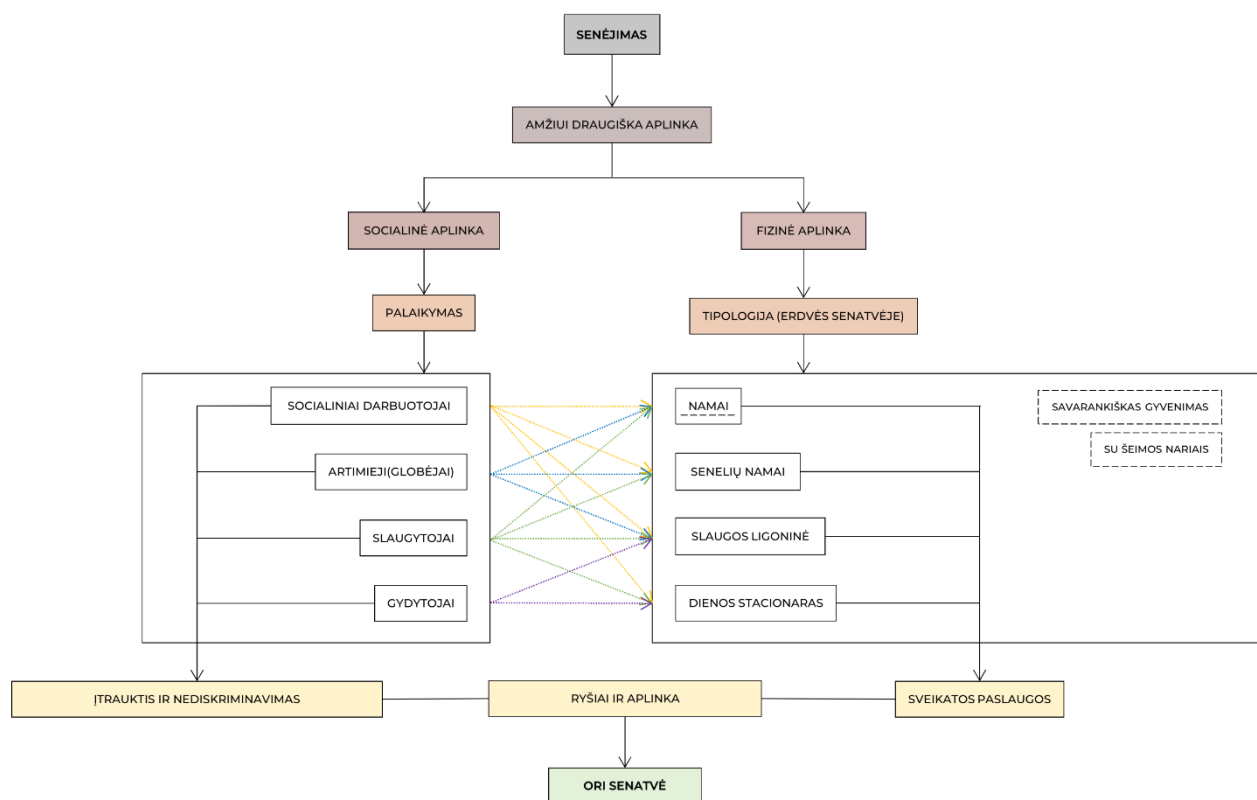 SENĖJIMAS
AMŽIUI DRAUGIŠKA APLINKA
SOCIALINĖ APLINKA
FIZINĖ APLINKA
PALAIKYMAS
TIPOLOGIJA (ERDVĖS SENATVĖJE)
SOCIALINIAI DARBUOTOJAI
NAMAI
SAVARANKIŠKAS GYVENIMAS
SU ŠEIMOS NARIAIS
ARTIMIEJI(GLOBĖJAI)
SENELIŲ NAMAI
SLAUGYTOJAI
SLAUGOS LIGONINĖ
GYDYTOJAI
DIENOS STACIONARAS
ĮTRAUKTIS IR NEDISKRIMINAVIMAS
RYŠIAI IR APLINKA
SVEIKATOS PASLAUGOS
ORI SENATVĖ